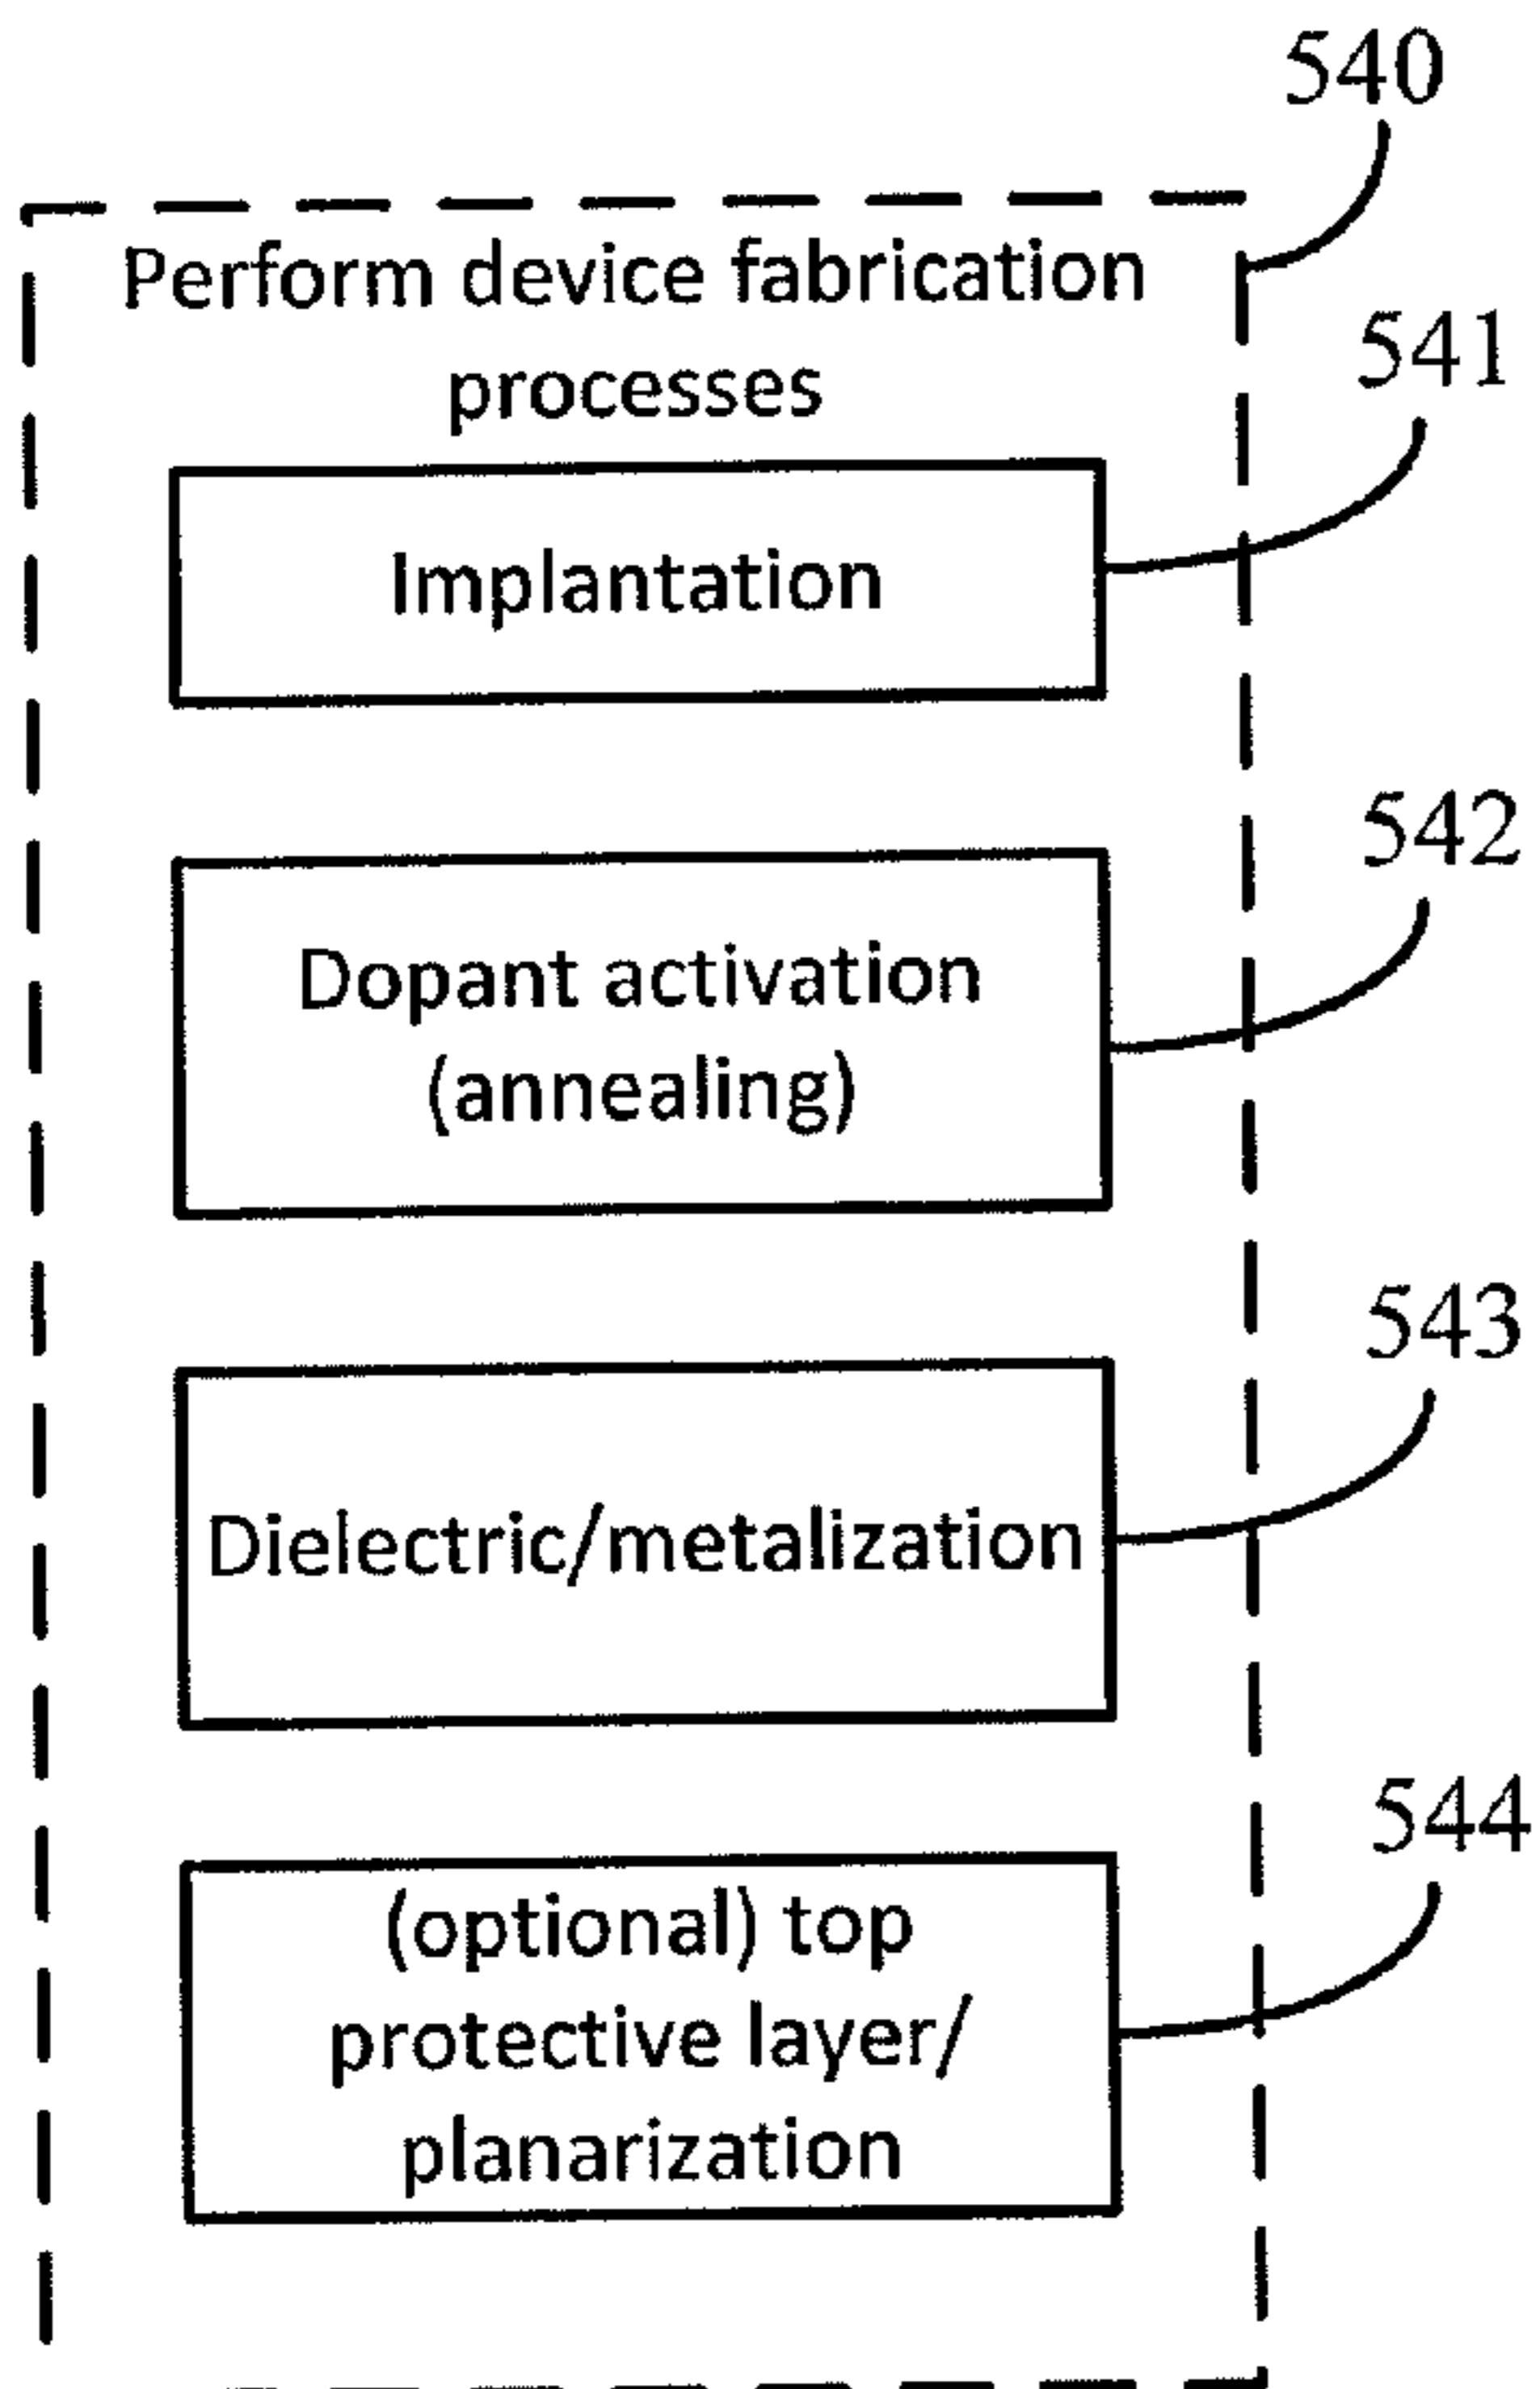 540
Perform device fabrication
processes
541
Implantation
542
Dopant activation
(annealing)
543
Dielectric/metalization
544
(optional) top
protective layer/
planarization